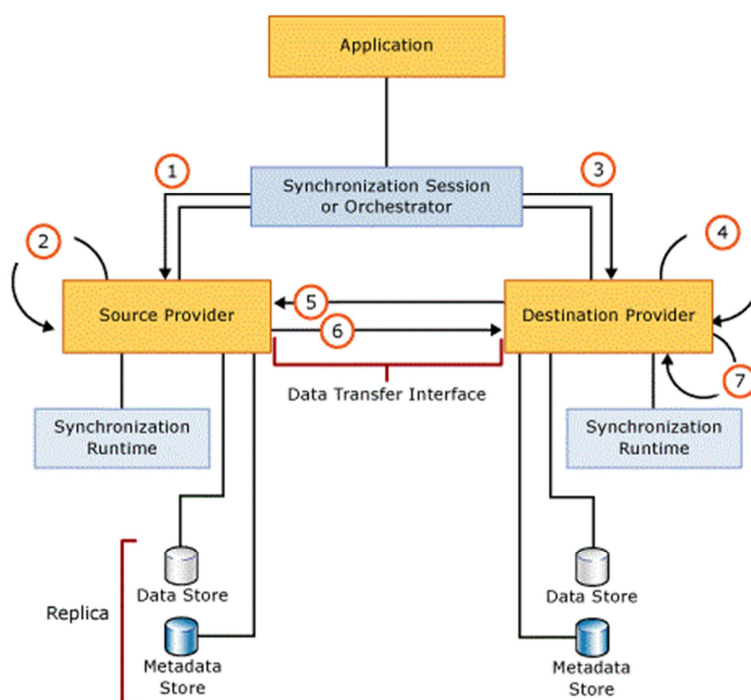 Application
1
3
Synchronization Session
or Orchestrator
2
4
Source Provider
5
6
Destination Provider
7
Data Transfer Interface
Synchronization
Runtime
Synchronization
Runtime
Replica
Data Store
Data Store
Metadata
Store
Metadata
Store